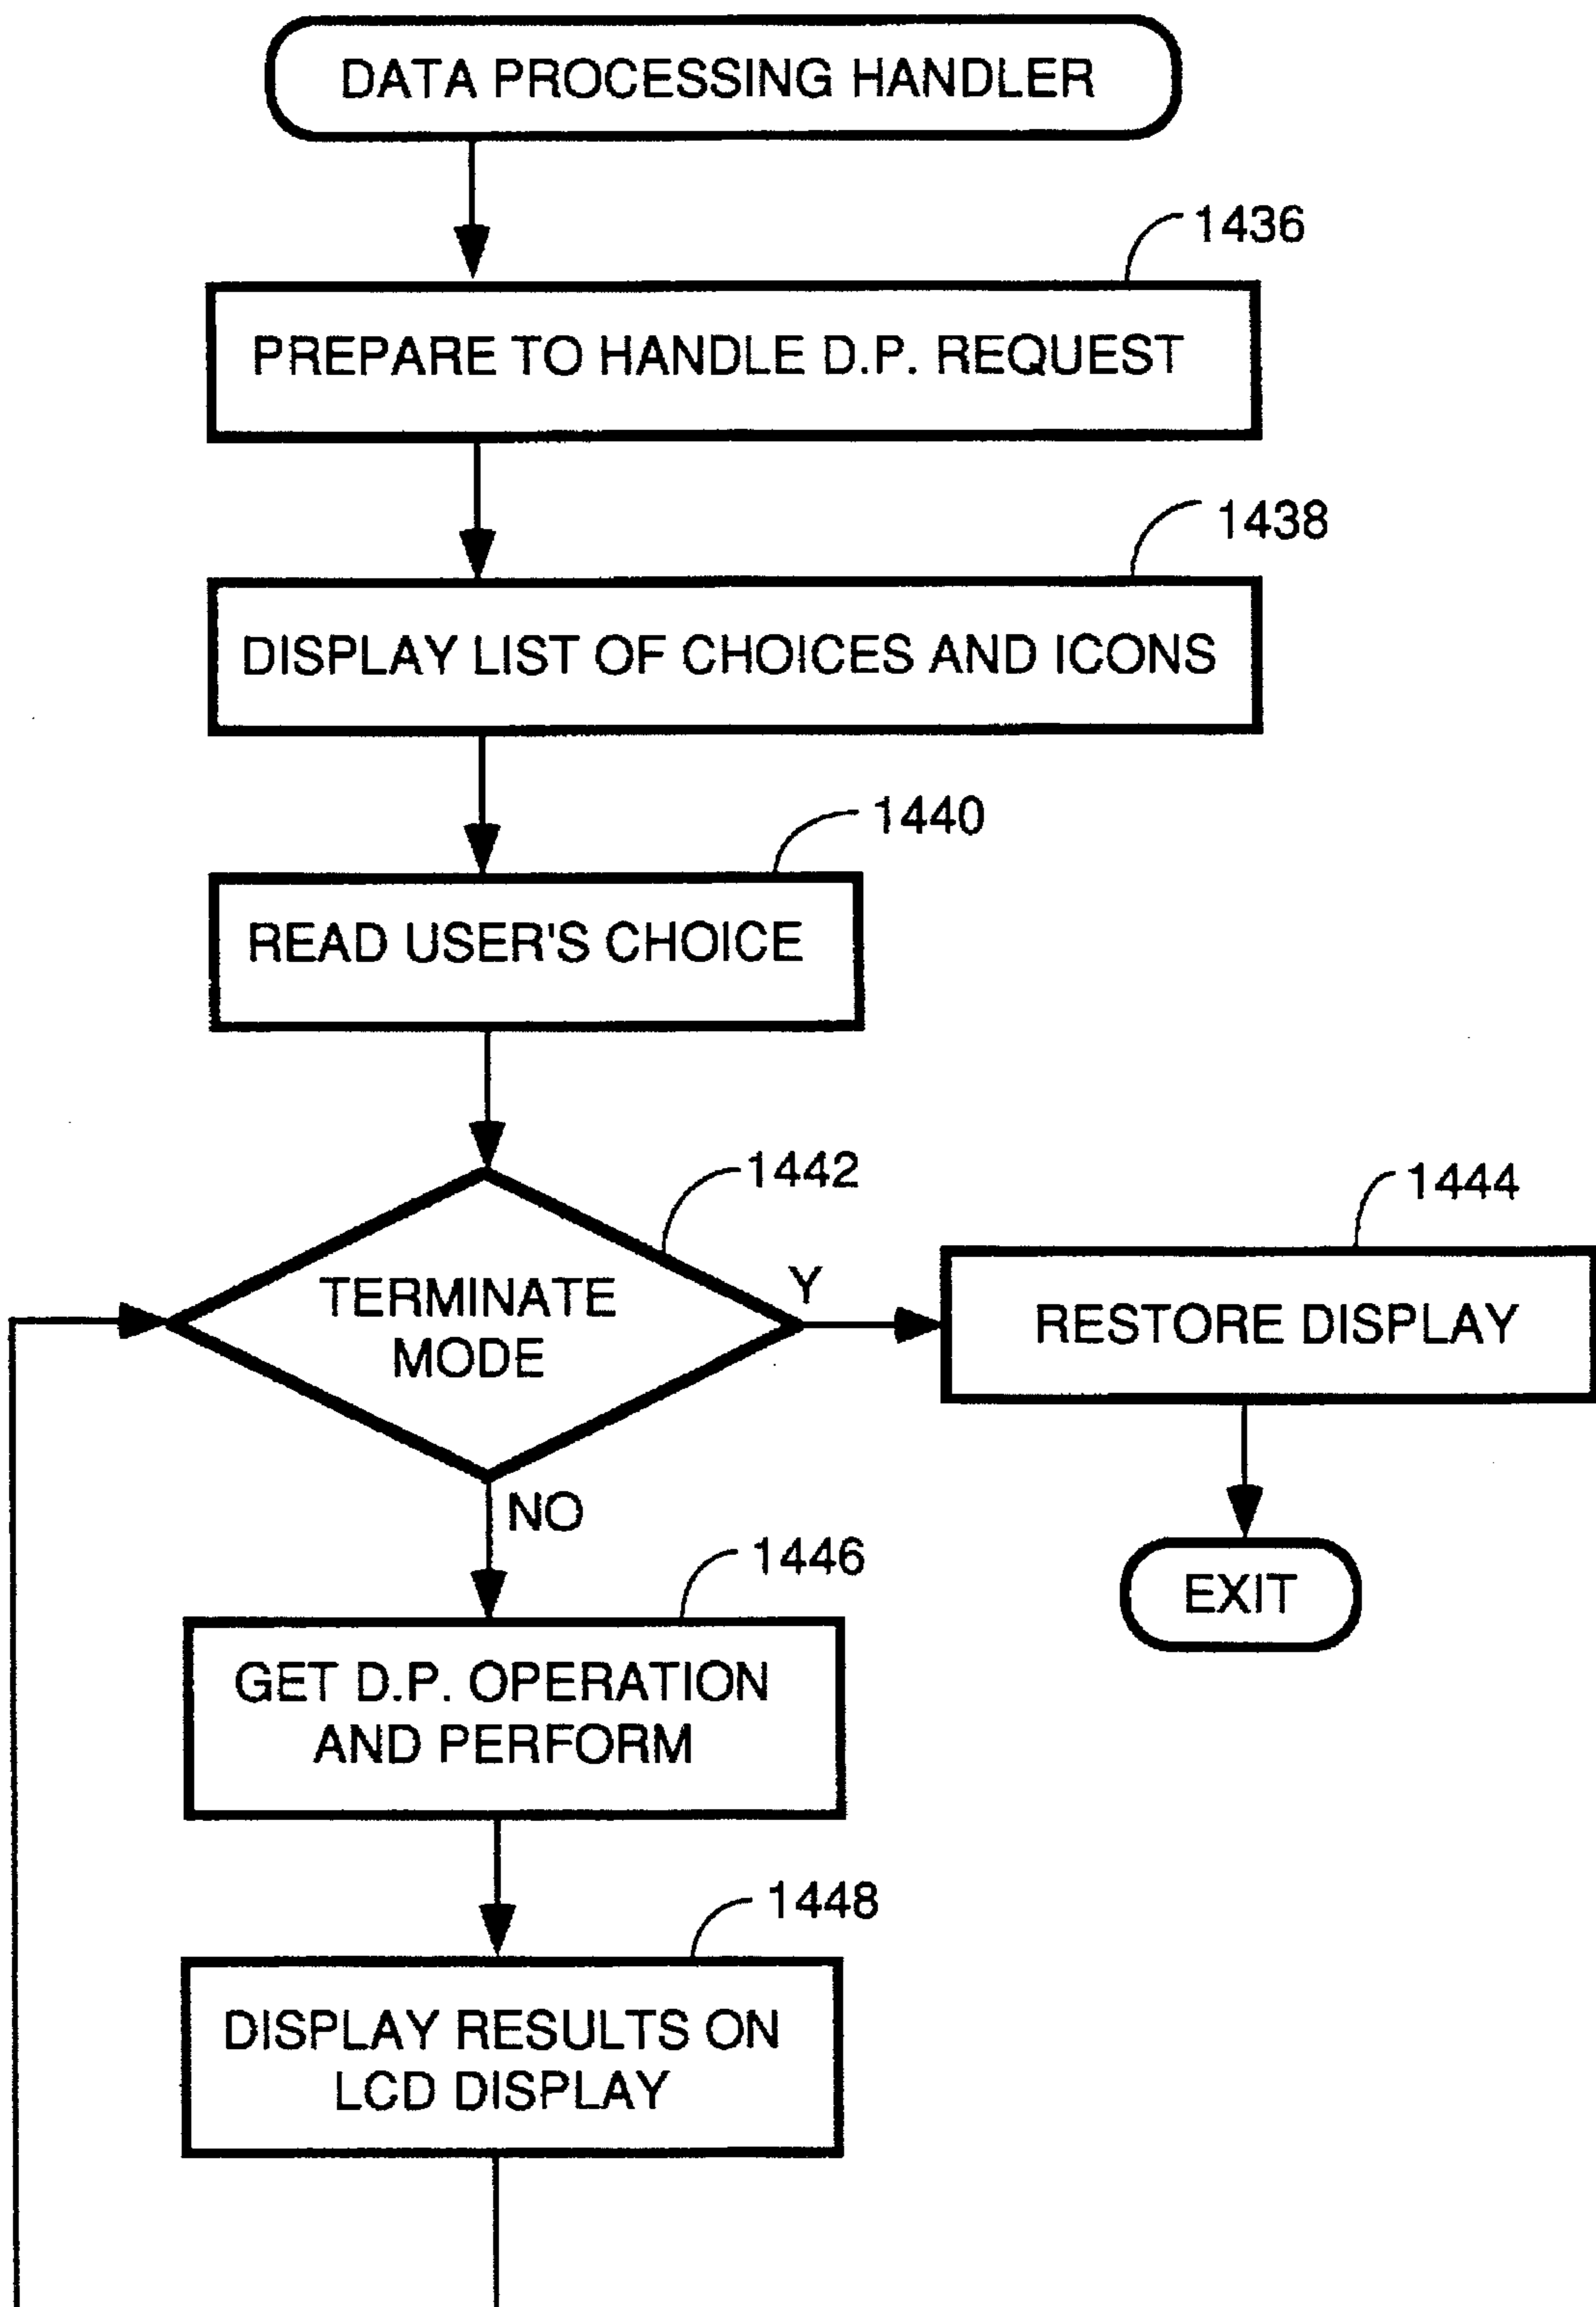 DATA PROCESSING HANDLER
1436
PREPARE TO HANDLE D.P. REQUEST
1438
DISPLAY LIST OF CHOICES AND ICONS
1440
READ USER'S CHOICE
1442
TERMINATE
MODE
Y
1444
RESTORE DISPLAY
NO
EXIT
1446
GET D.P. OPERATION
AND PERFORM
1448
DISPLAY RESULTS ON
LCD DISPLAY